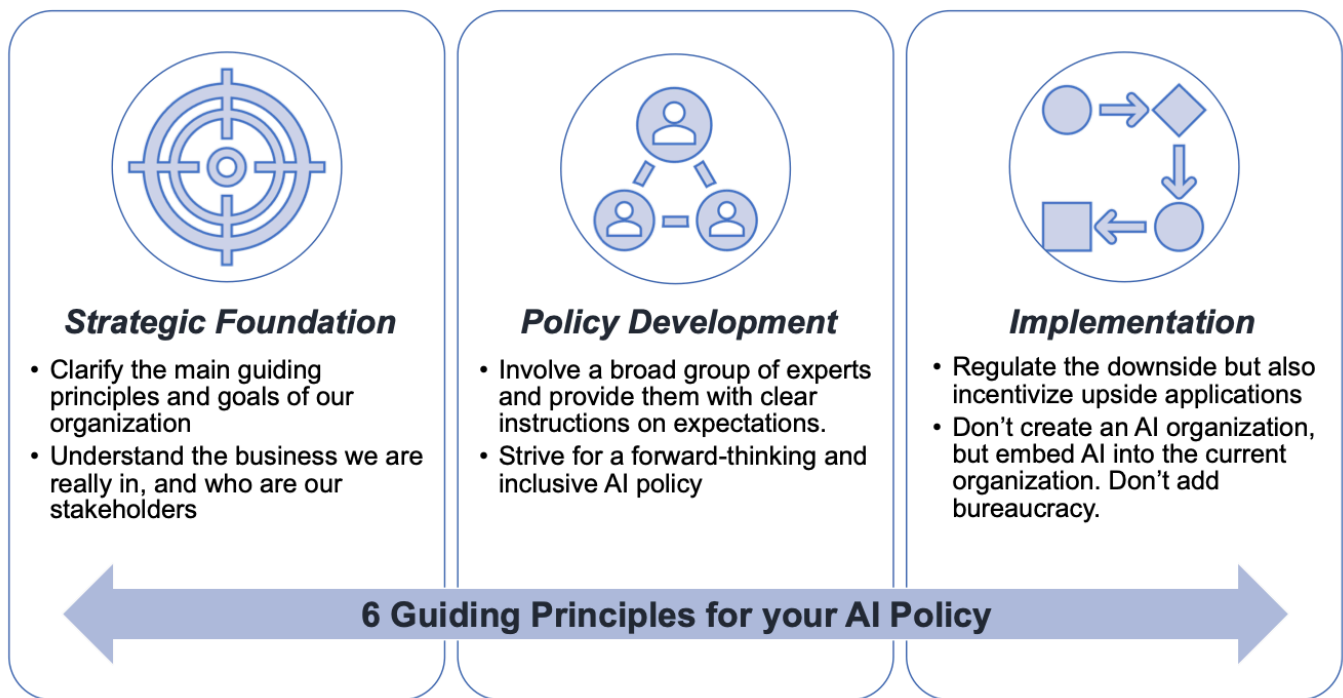 Strategic Foundation
• Clarify the main guiding
principles and goals of our
organization
• Understand the business we are
really in, and who are our
stakeholders
Policy Development
• Involve a broad group of experts
and provide them with clear
instructions on expectations.
• Strive for a forward-thinking and
inclusive AI policy
Implementation
• Regulate the downside but also
incentivize upside applications
• Don’t create an AI organization,
but embed AI into the current
organization. Don’t add
bureaucracy.
6 Guiding Principles for your AI Policy